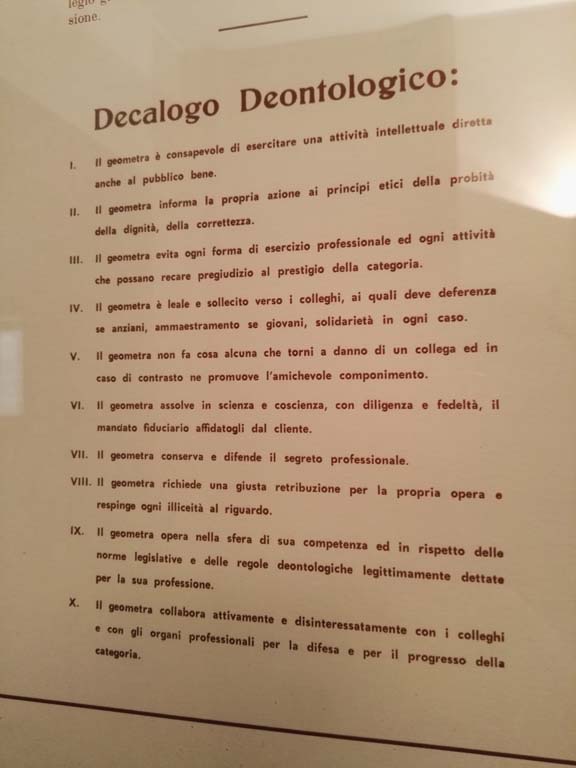 sione.
Decalogo Deontologico:
I. Il geometra è consapevole di esercitare una attività intellettuale diretta
anche al pubblico bene.
II. Il geometra informa la propria azione ai principi etici della probità
della dignità, della correttezza.
III. Il geometra evita ogni forma di esercizio professionale ed ogni attività
che possano recare pregiudizio al prestigio della categoria.
IV. Il geometra è leale e sollecito verso i colleghi, ai quali deve deferenza
se anziani, ammaestramento se giovani, solidarietà in ogni caso.
V. Il geometra non fa cosa alcuna che torni a danno di un collega ed in
caso di contrasto ne promuove l'amichevole componimento.
VI. Il geometra assolve in scienza e coscienza, con diligenza e fedeltà, il
mandato fiduciario affidatogli dal cliente.
VII. Il geometra conserva e difende il segreto professionale.
VIII. Il geometra richiede una giusta retribuzione per la propria opera e
respinge ogni illiceità al riguardo.
IX. Il geometra opera nella sfera di sua competenza ed in rispetto delle
norme legislative e delle regole deontologiche legittimamente dettate
per la sua professione.
X. Il geometra collabora attivamente e disinteressatamente con i colleghi
e con gli organi professionali per la difesa e per il progresso della
categoria.